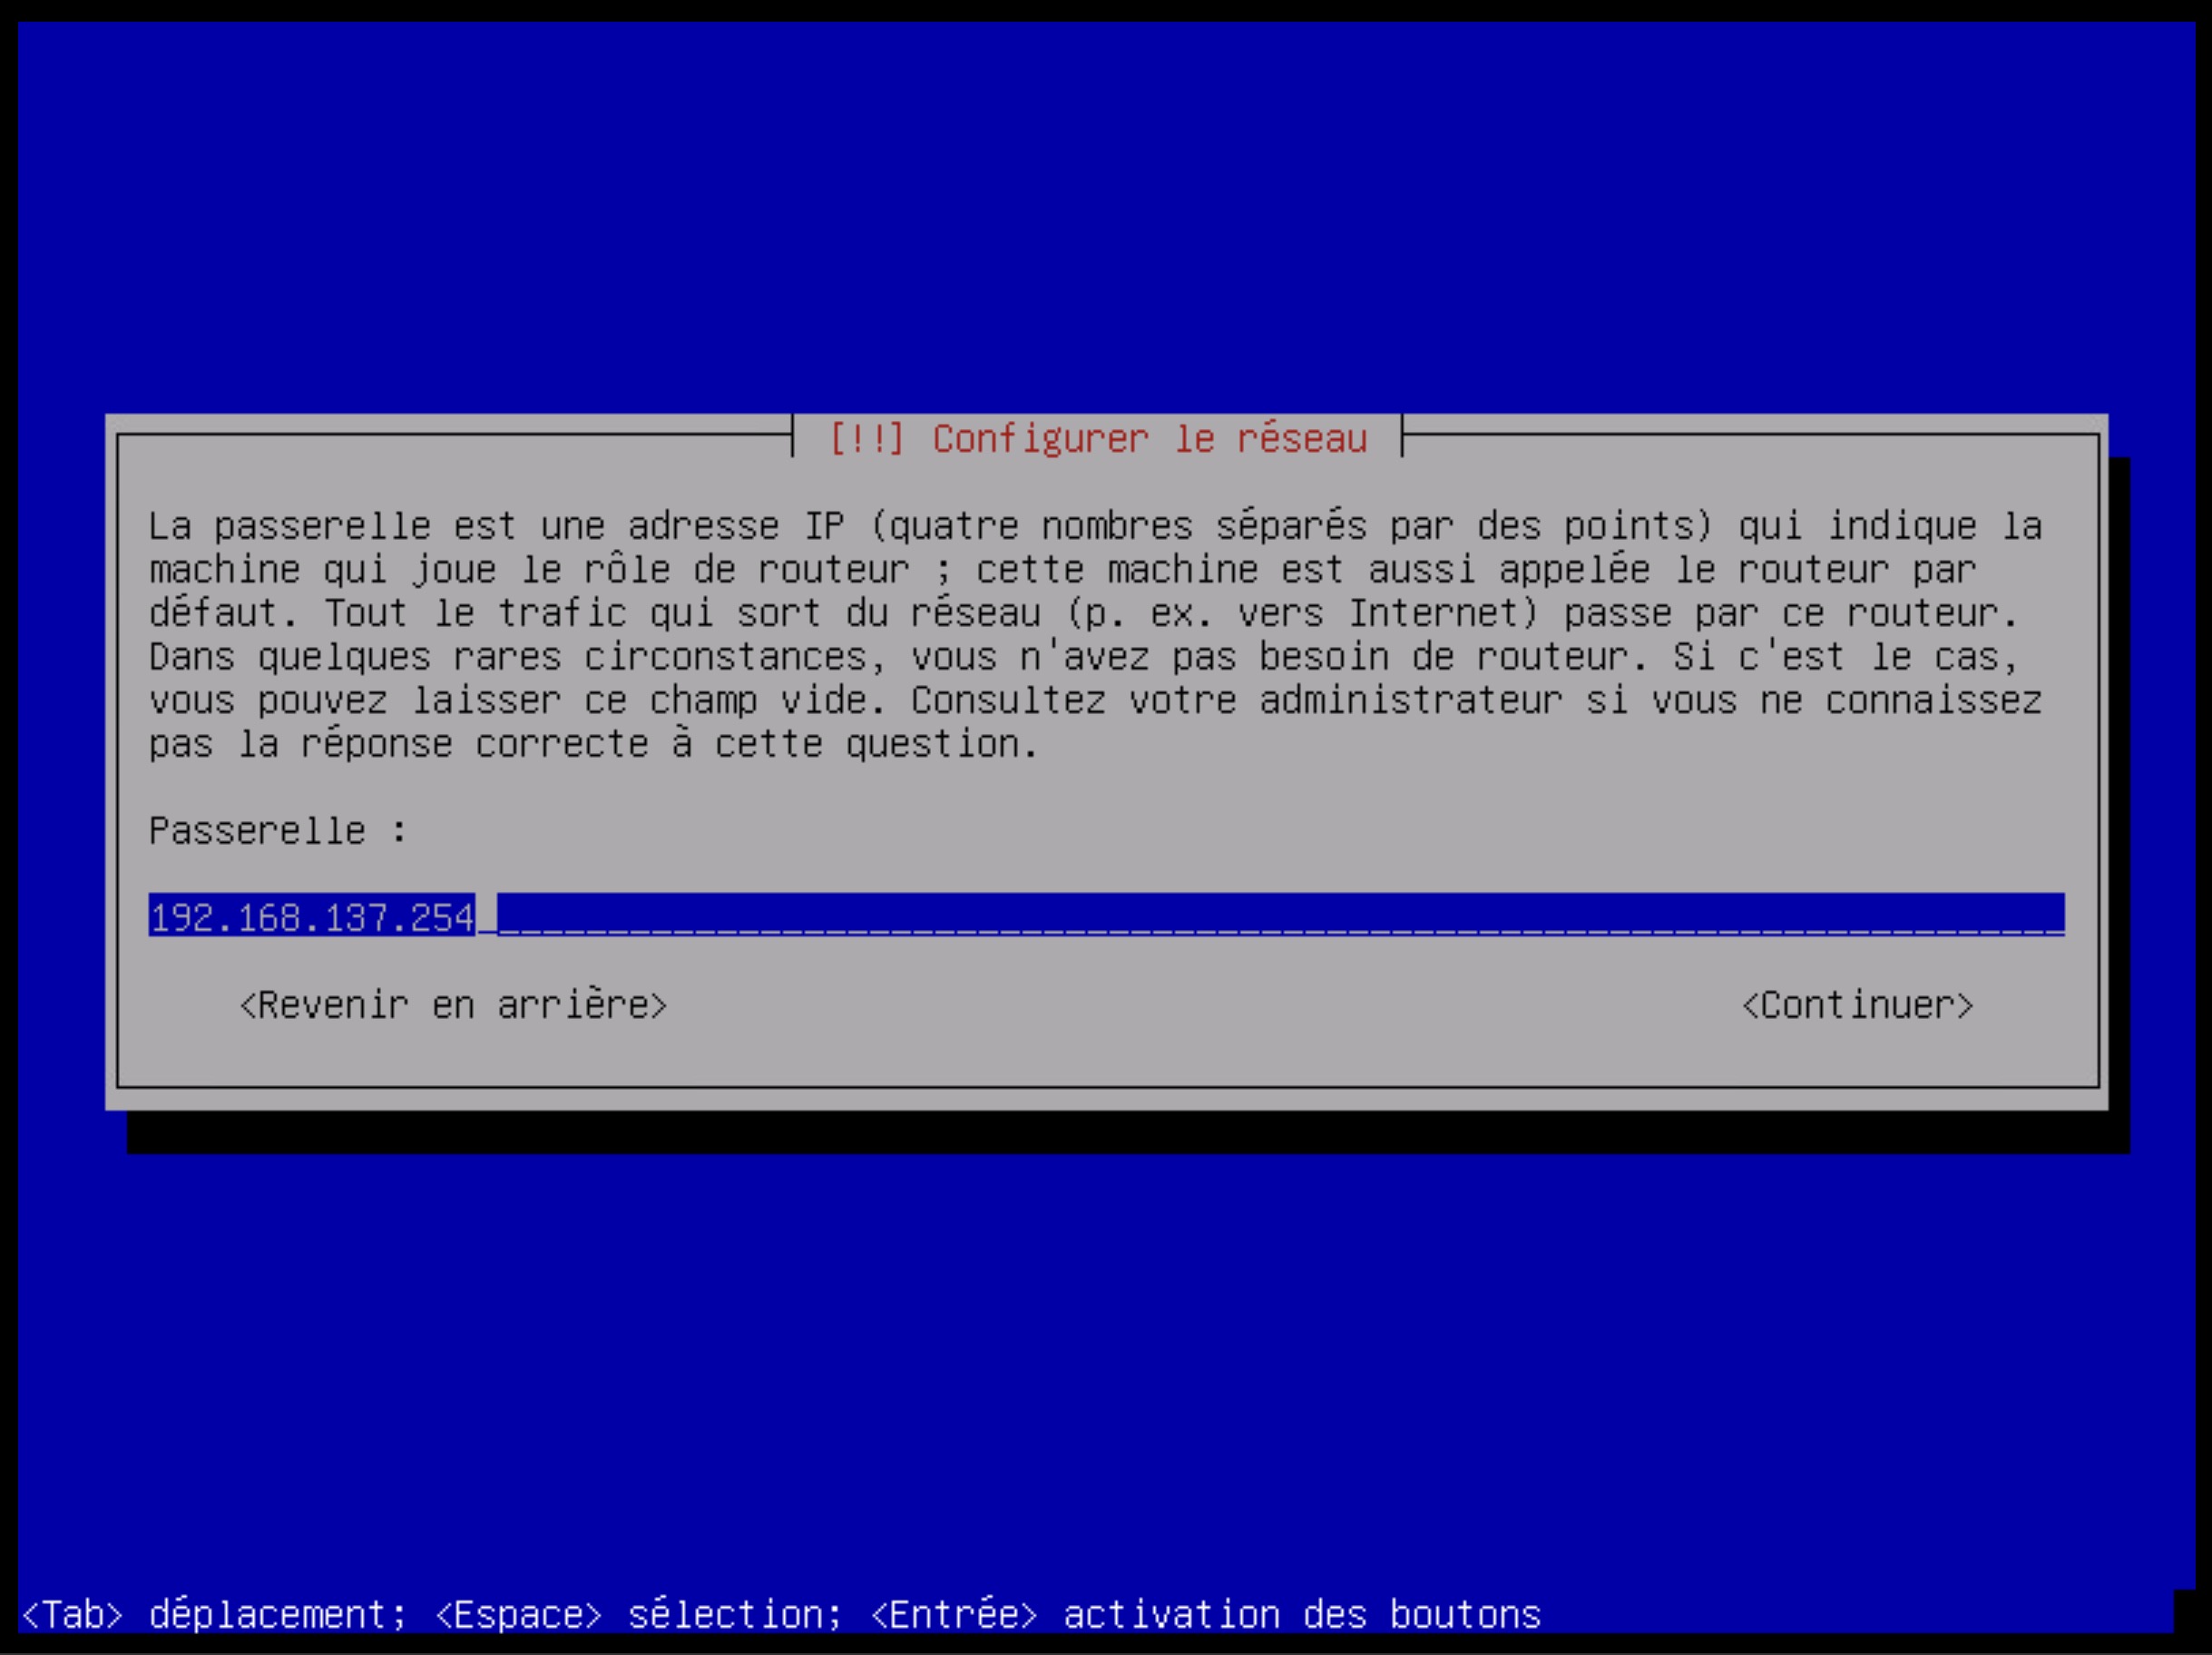 [!!] Configurer le réseau
La passerelle est une adresse IP (quatre nombres séparés par des points) qui indique la
machine qui joue le rôle de routeur ; cette machine est aussi appelée le routeur par
défaut. Tout le trafic qui sort du réseau (p. ex. vers Internet) passe par ce routeur.
Dans quelques rares circonstances, vous n'avez pas besoin de routeur. Si c'est le cas,
vous pouvez laisser ce champ vide. Consultez votre administrateur si vous ne connaissez
pas la réponse correcte à cette question.
Passerelle :
192.168.137.254
<Revenir en arrière> <Continuer>
<Tab> déplacement; <Espace> sélection; <Entrée> activation des boutons